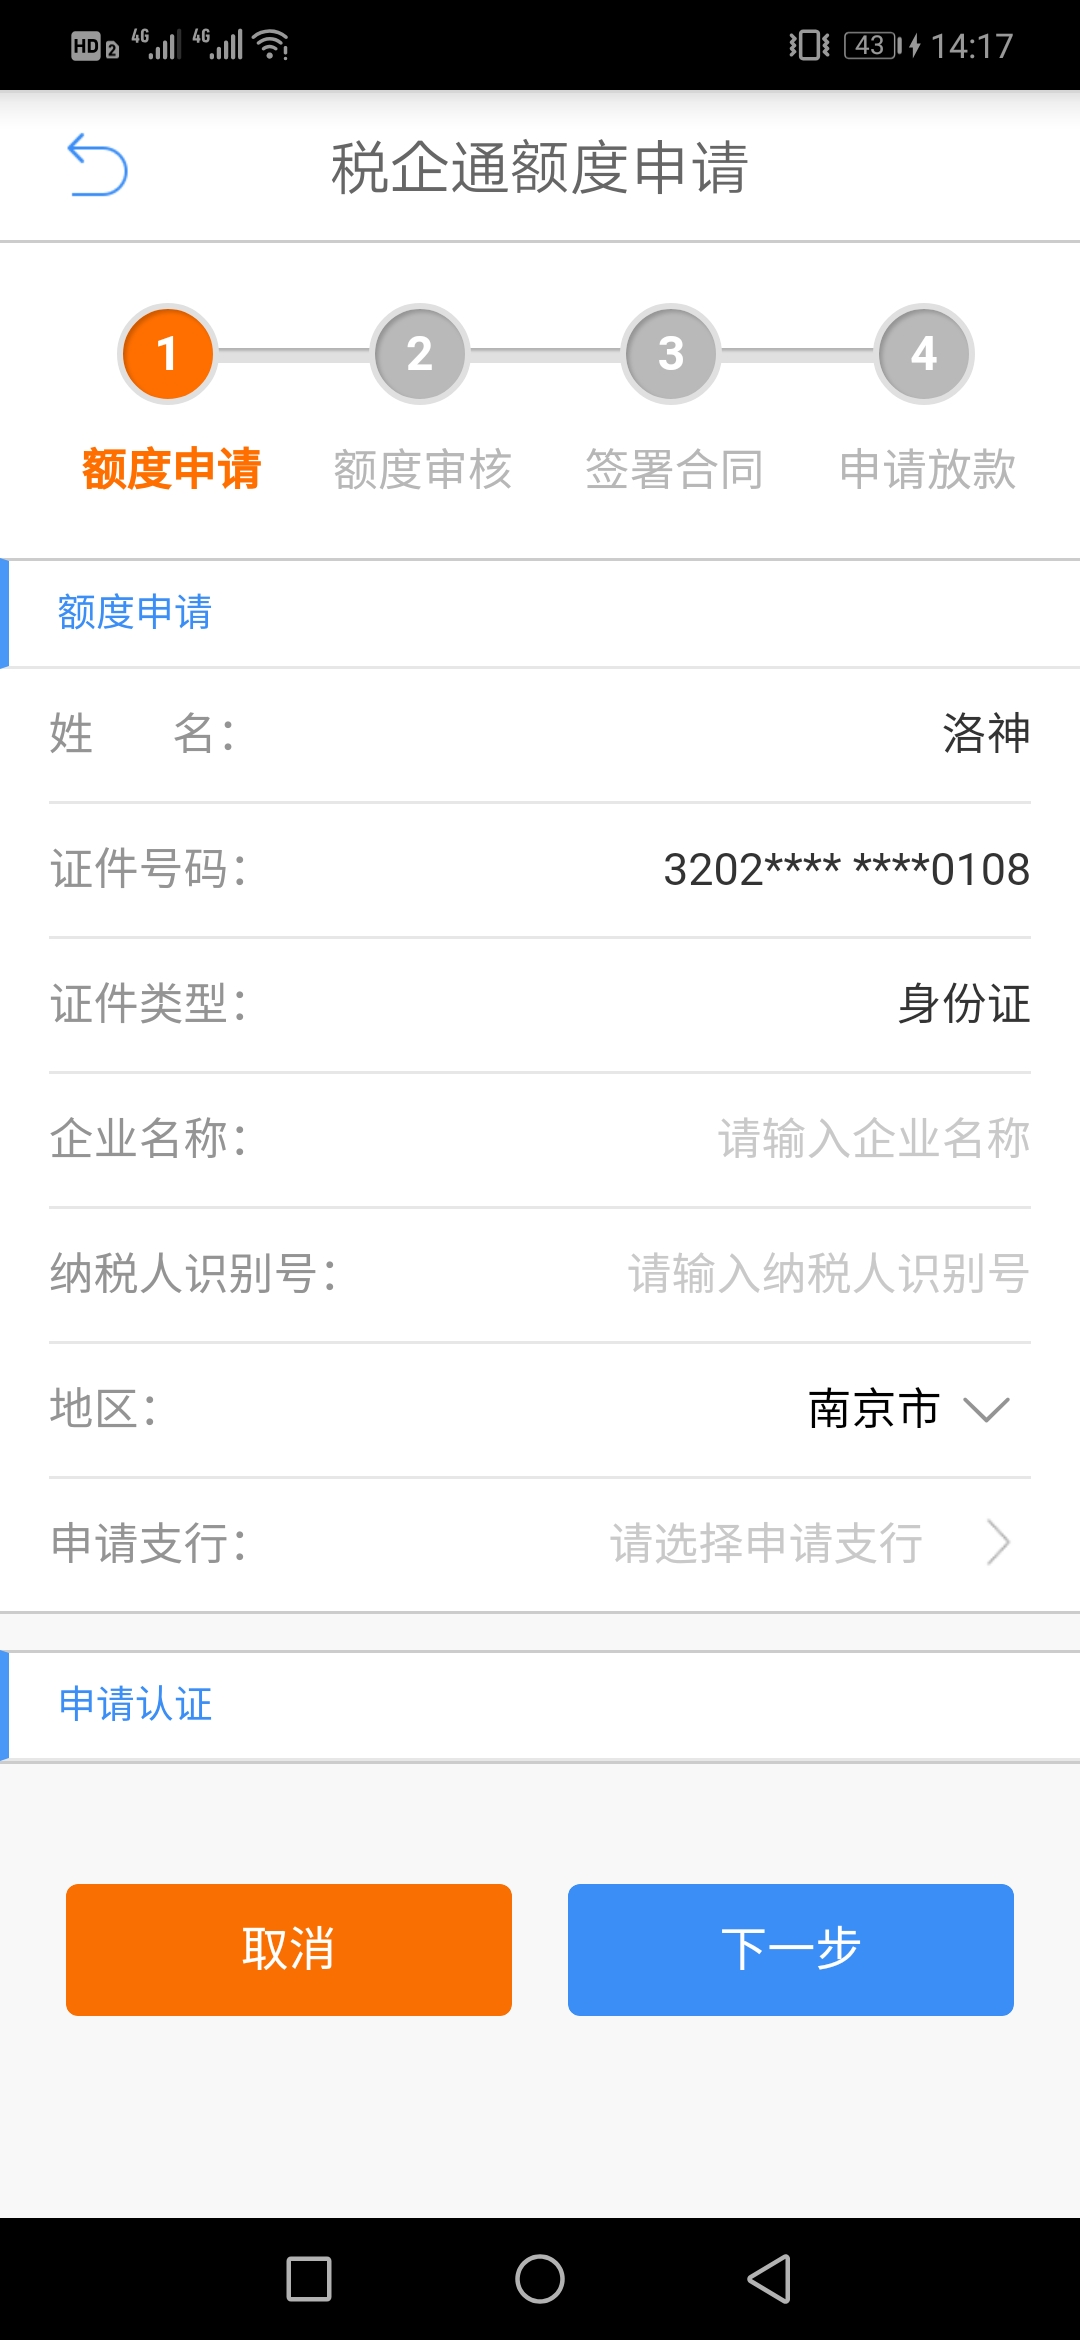 HD 2 4G 4G 43 14:17
税企通额度申请
1 2 3 4
额度申请 额度审核 签署合同 申请放款
额度申请
姓 名： 洛神
证件号码： 3202**** ****0108
证件类型： 身份证
企业名称： 请输入企业名称
纳税人识别号： 请输入纳税人识别号
地区： 南京市
申请支行： 请选择申请支行
申请认证
取消 下一步